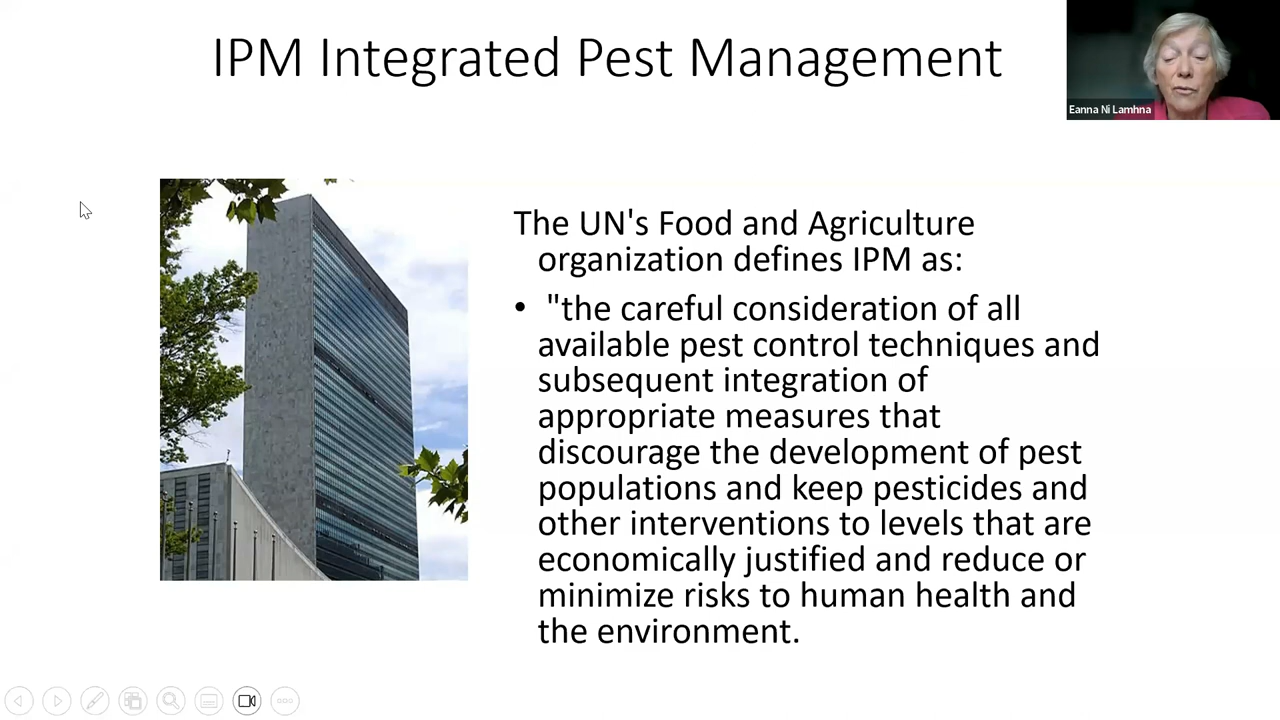 IPM Integrated Pest Management
Eanna Ni Lamhna
The UN's Food and Agriculture
organization defines IPM as:
• "the careful consideration of all
available pest control techniques and
subsequent integration of
appropriate measures that
discourage the development of pest
populations and keep pesticides and
other interventions to levels that are
economically justified and reduce or
minimize risks to human health and
the environment.